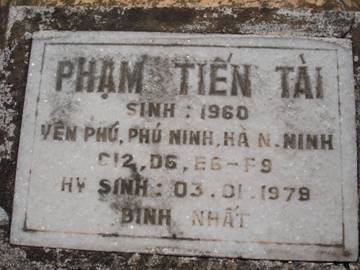 PHẠM TIẾN TÀI
SINH : 1960
YÊN PHÚ, PHÚ NINH, HÀ N. NINH
C12, D6, E6 - F9
HY SINH : 03.01.1979
BINH NHẤT